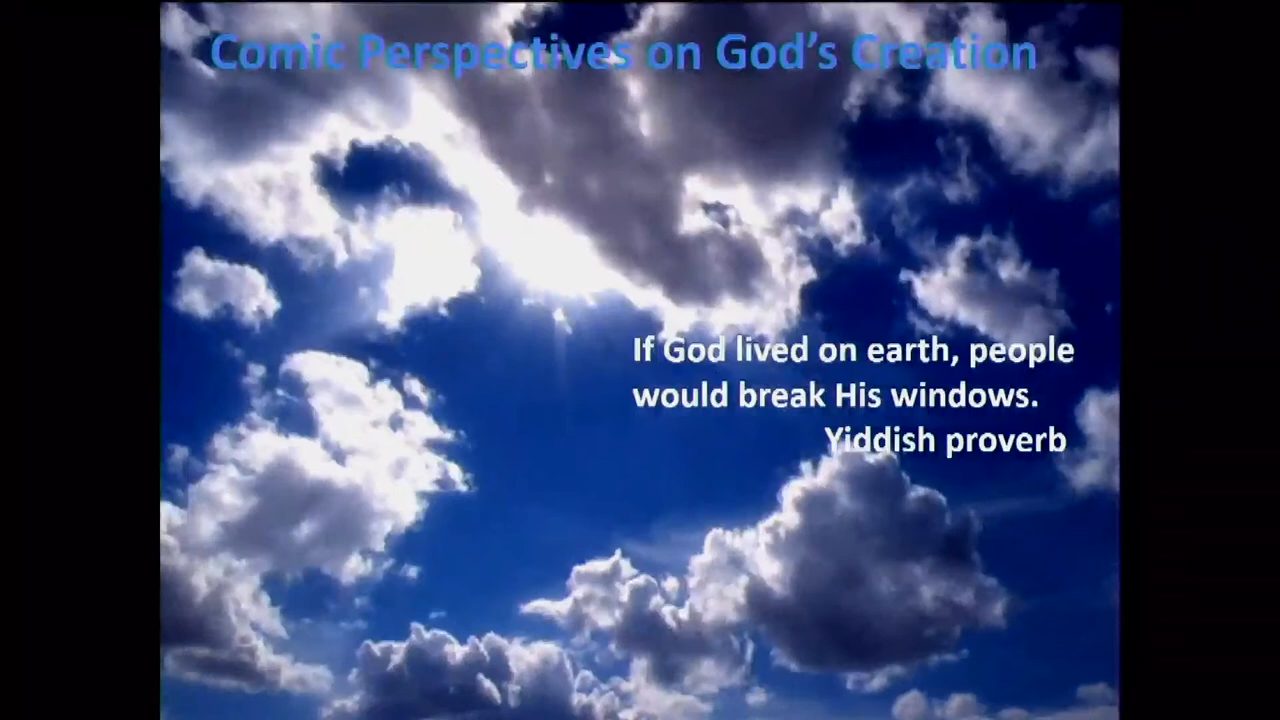 Comic Perspectives on God's Creation
If God lived on earth, people
would break His windows.
Yiddish proverb